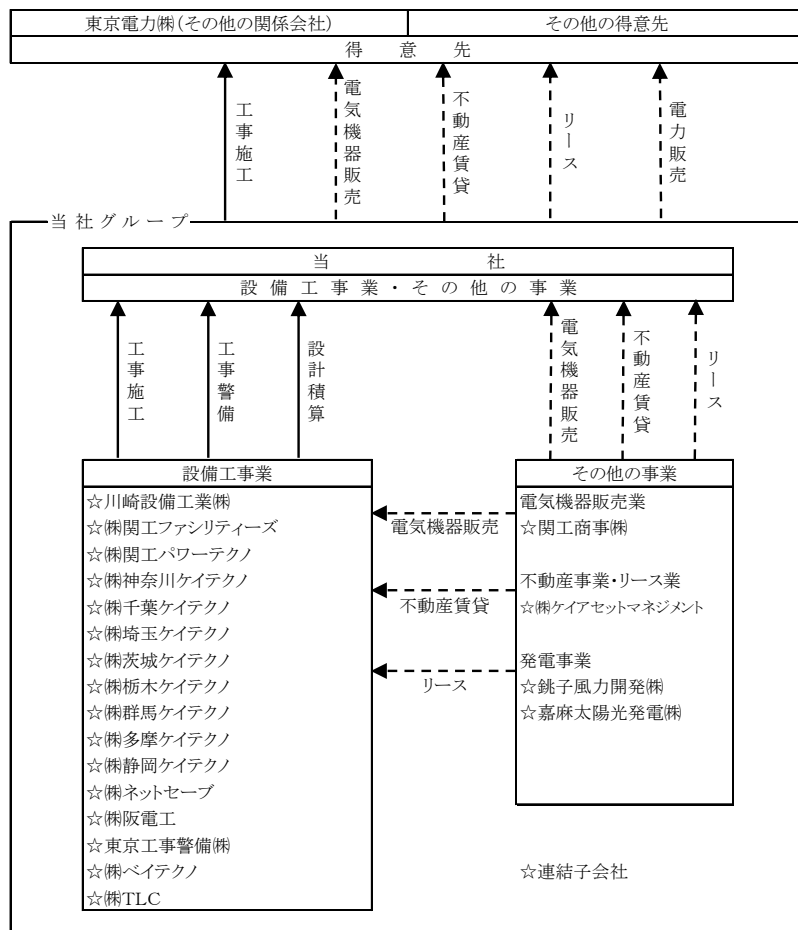 東京電力㈱(その他の関係会社)
その他の得意先
得意先
工事施工
電気機器販売
不動産賃貸
リース
電力販売
当社グループ
当社
設備工事業・その他の事業
工事施工
工事警備
設計積算
電気機器販売
不動産賃貸
リース
設備工事業
☆川崎設備工業㈱
☆㈱関工ファシリティーズ
☆㈱関工パワーテクノ
☆㈱神奈川ケイテクノ
☆㈱千葉ケイテクノ
☆㈱埼玉ケイテクノ
☆㈱茨城ケイテクノ
☆㈱栃木ケイテクノ
☆㈱群馬ケイテクノ
☆㈱多摩ケイテクノ
☆㈱静岡ケイテクノ
☆㈱ネットセーブ
☆㈱阪電工
☆東京工事警備㈱
☆㈱ベイテクノ
☆㈱TLC
電気機器販売
不動産賃貸
リース
その他の事業
電気機器販売業
☆関工商事㈱
不動産事業・リース業
☆㈱ケイアセットマネジメント
発電事業
☆銚子風力開発㈱
☆嘉麻太陽光発電㈱
☆連結子会社